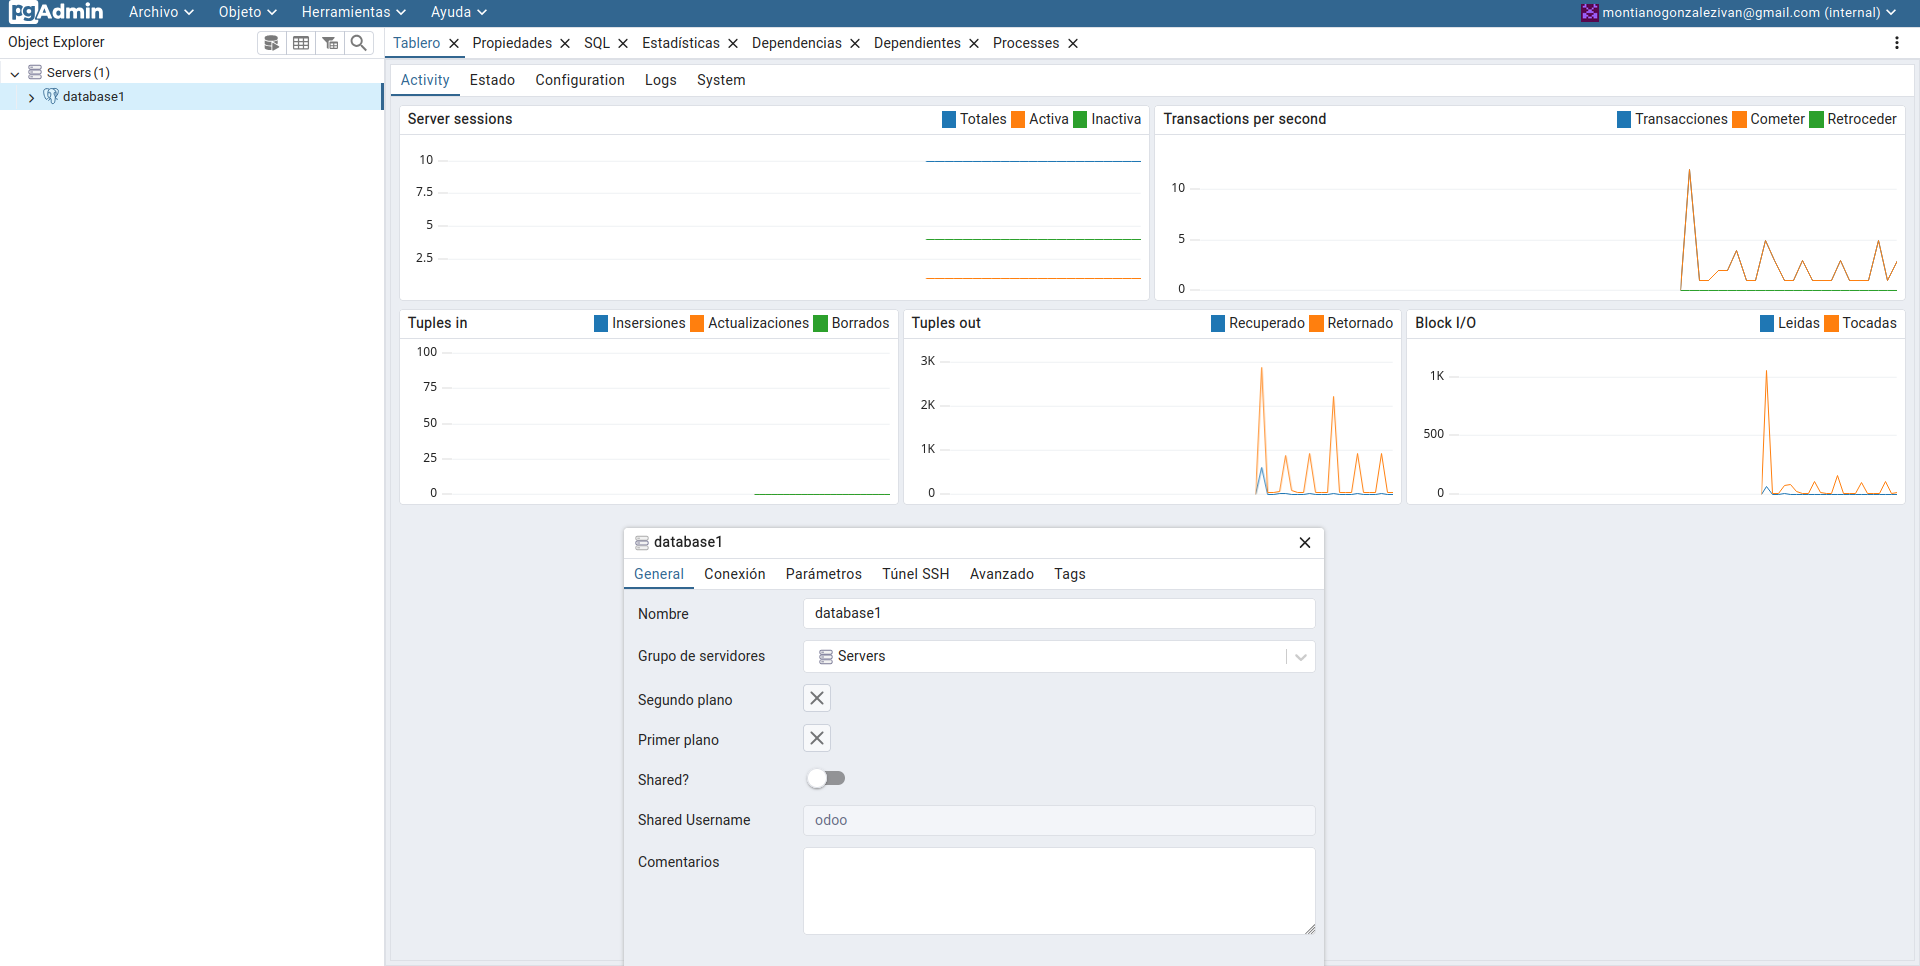 pgAdmin Archivo Objeto Herramientas Ayuda montianogonzalezivan@gmail.com (internal)
Object Explorer
Servers (1)
database1
Tablero Propiedades SQL Estadísticas Dependencias Dependientes Processes
Activity Estado Configuration Logs System
Server sessions Totales Activa Inactiva
10
7.5
5
2.5
Transactions per second Transacciones Cometer Retroceder
10
5
0
Tuples in Insersiones Actualizaciones Borrados
100
75
50
25
0
Tuples out Recuperado Retornado
3K
2K
1K
0
Block I/O Leidas Tocadas
1K
500
0
database1
General Conexión Parámetros Túnel SSH Avanzado Tags
Nombre database1
Grupo de servidores Servers
Segundo plano
Primer plano
Shared?
Shared Username odoo
Comentarios